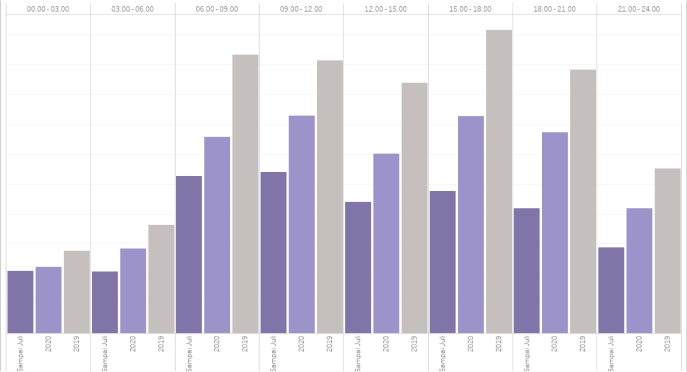 00.00 - 03.00
03:00 - 06.00
06:00 - 09.00
09:00 - 12.00
12.00 - 15.00
15:00 - 18.00
18:00 - 21.00
21.00 - 24.00
Sampai Juli
2020
2019
Sampai Juli
2020
2019
Sampai Juli
2020
2019
Sampai Juli
2020
2019
Sampai Juli
2020
2019
Sampai Juli
2020
2019
Sampai Juli
2020
2019
Sampai Juli
2020
2019